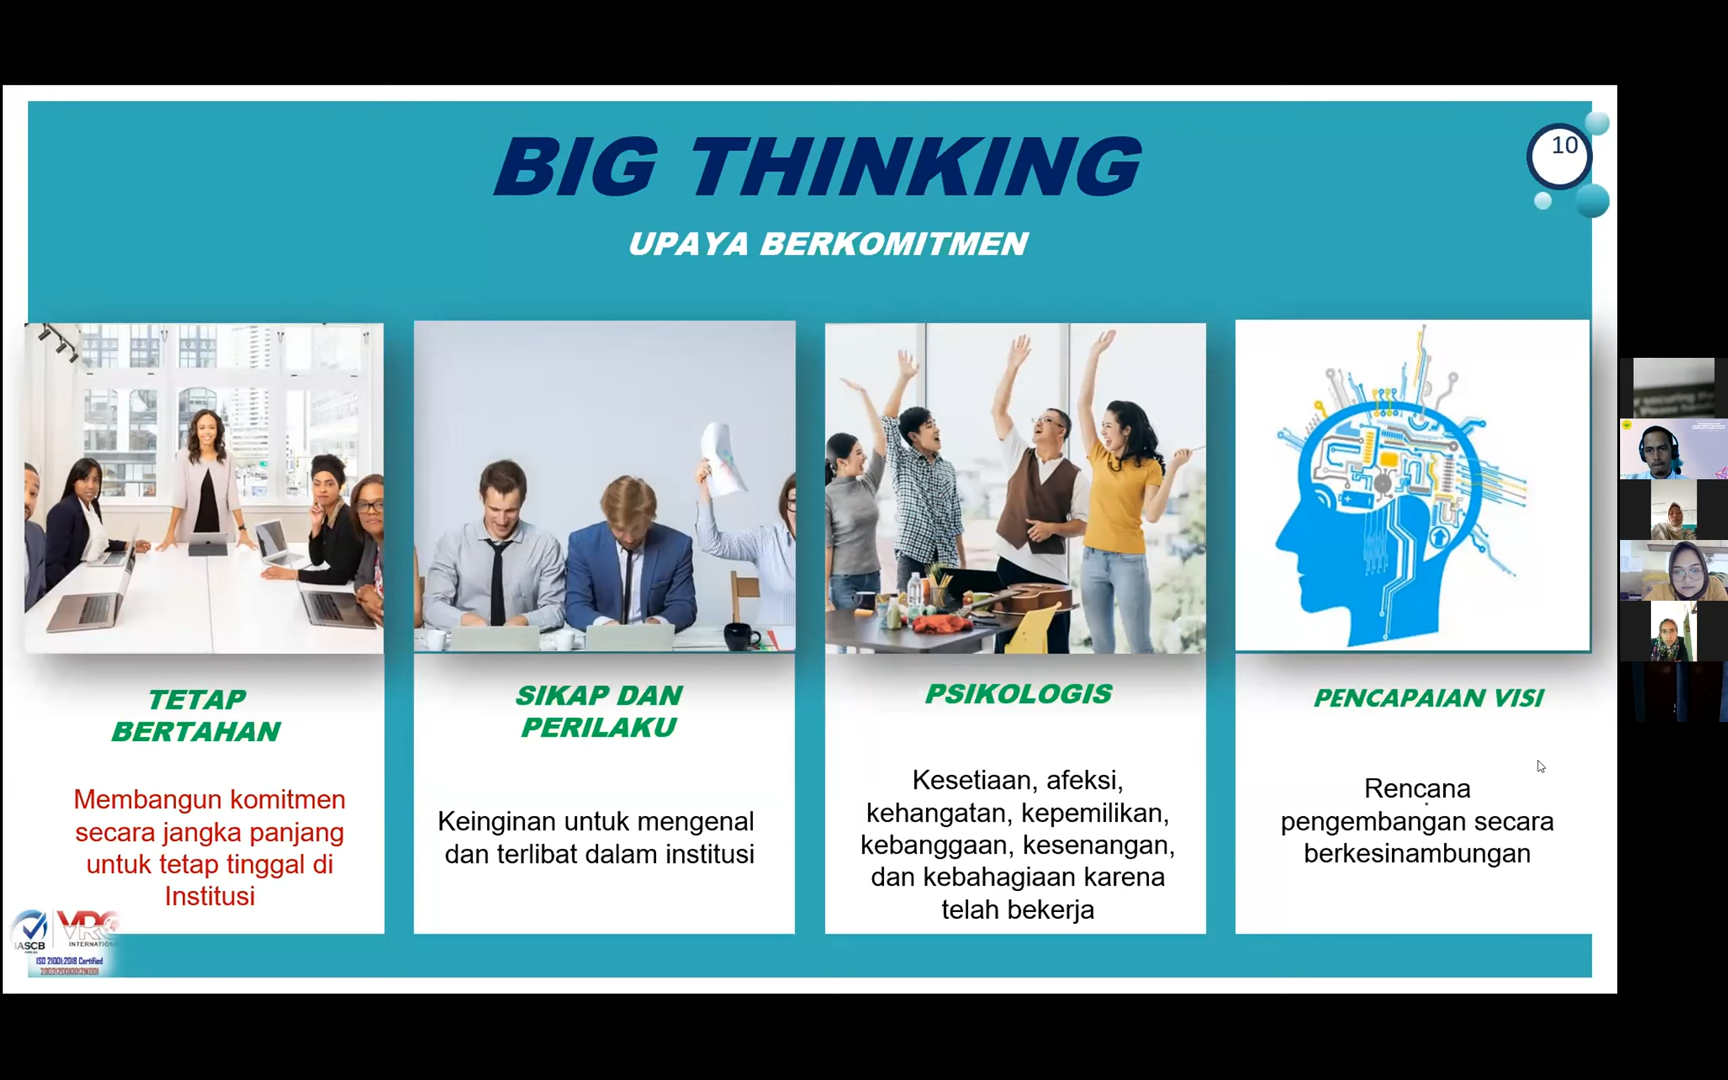 BIG THINKING
10
UPAYA BERKOMITMEN
TETAP
BERTAHAN
Membangun komitmen
secara jangka panjang
untuk tetap tinggal di
Institusi
SIKAP DAN
PERILAKU
Keinginan untuk mengenal
dan terlibat dalam institusi
PSIKOLOGIS
Kesetiaan, afeksi,
kehangatan, kepemilikan,
kebanggaan, kesenangan,
dan kebahagiaan karena
telah bekerja
PENCAPAIAN VISI
Rencana
pengembangan secara
berkesinambungan
IASCB
VRC
INTERNATIONAL
ISO 21001:2018 Certified